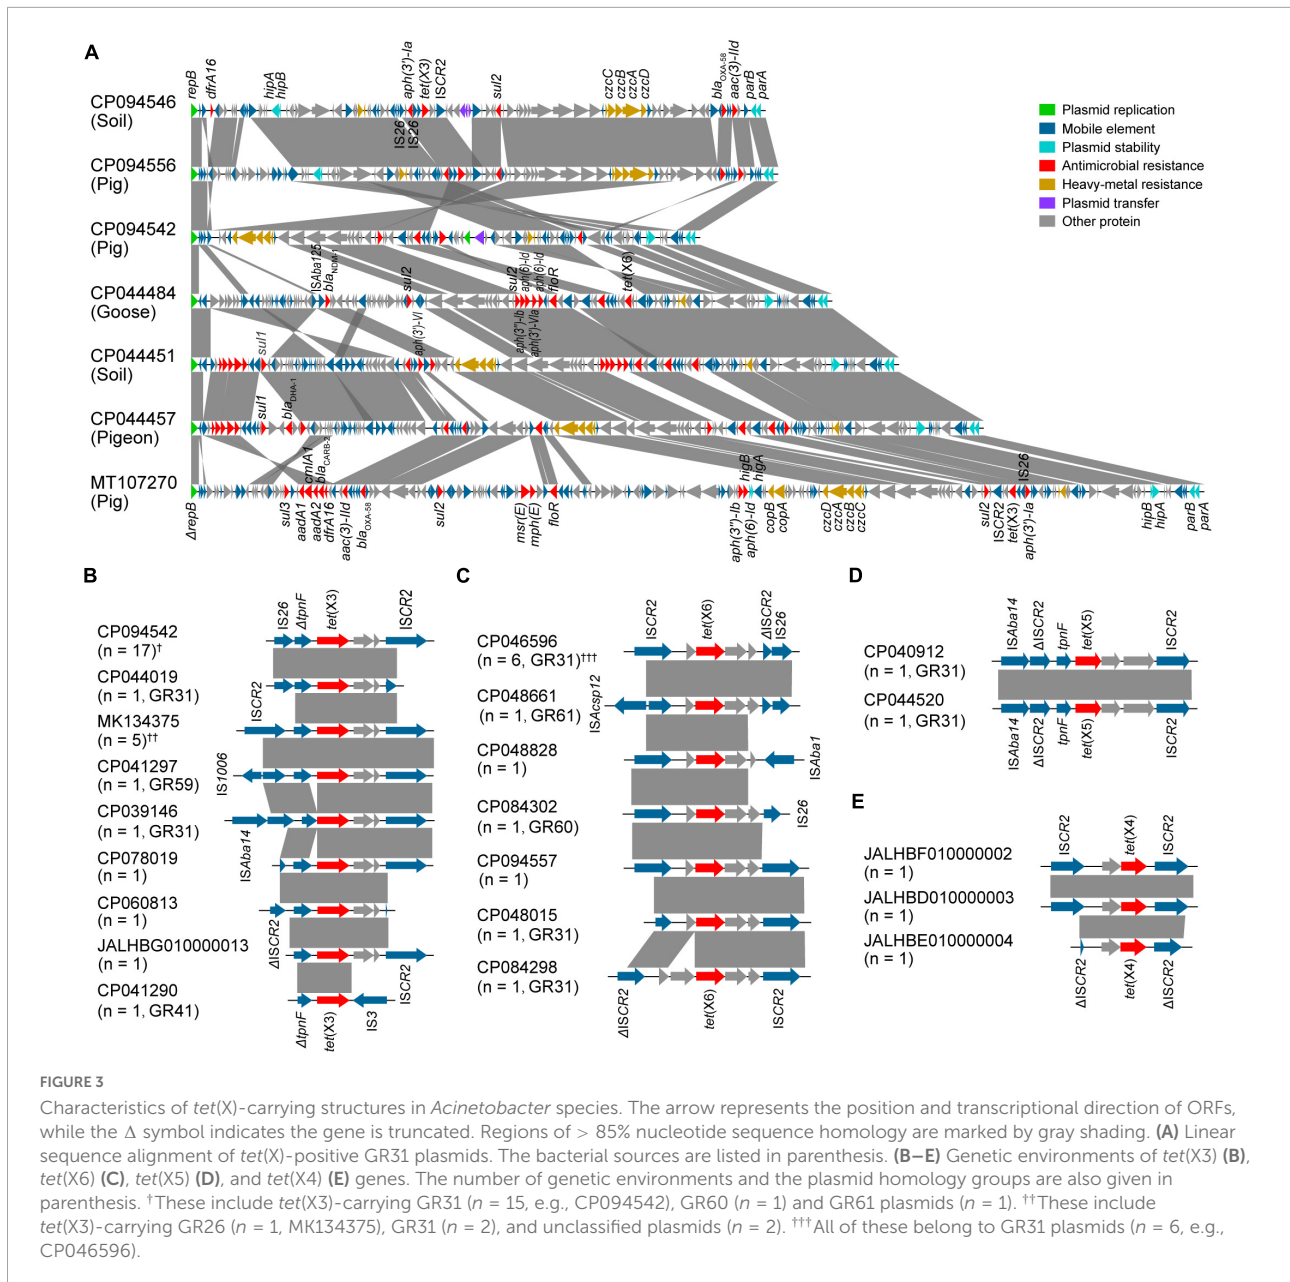 A
repB
dfrA16
hipA
hipB
aph(3')-Ia
tet(X3)
ISCR2
sul2
czcC
czcB
czcA
czcD
blaOXA-58
aac(3)-IId
parB
parA
CP094546
(Soil)
IS26
IS26
CP094556
(Pig)
CP094542
(Pig)
ISAba125
blaNDM-1
sul2
sul2
aph(6)-Id
aph(6)-Id
floR
tet(X6)
CP044484
(Goose)
sul1
aph(3')-VI
aph(3'')-Ib
aph(3')-VIa
CP044451
(Soil)
sul1
blaDHA-1
CP044457
(Pigeon)
cmlA1
blaCARB-2
higB
higA
IS26
MT107270
(Pig)
ΔrepB
sul3
aadA1
aadA2
dfrA16
aac(3)-IId
blaOXA-58
sul2
msr(E)
mph(E)
floR
aph(3'')-Ib
aph(6)-Id
copB
copA
czcD
czcA
czcB
czcC
sul2
ISCR2
tet(X3)
aph(3')-Ia
hipB
hipA
parB
parA
Plasmid replication
Mobile element
Plasmid stability
Antimicrobial resistance
Heavy-metal resistance
Plasmid transfer
Other protein
B
IS26
ΔtpnF
tet(X3)
ISCR2
CP094542
(n = 17)†
CP044019
(n = 1, GR31)
ISCR2
MK134375
(n = 5)††
CP041297
(n = 1, GR59)
IS1006
CP039146
(n = 1, GR31)
ISAba14
CP078019
(n = 1)
CP060813
(n = 1)
ΔISCR2
JALHBG010000013
(n = 1)
ISCR2
CP041290
(n = 1, GR41)
ΔtpnF
tet(X3)
IS3
C
ISCR2
tet(X6)
ΔISCR2
IS26
CP046596
(n = 6, GR31)†††
ISAcsp12
CP048661
(n = 1, GR61)
CP048828
(n = 1)
ISAba1
CP084302
(n = 1, GR60)
IS26
CP094557
(n = 1)
CP048015
(n = 1, GR31)
CP084298
(n = 1, GR31)
ΔISCR2
tet(X6)
ISCR2
D
ISAba14
ΔISCR2
tpnF
tet(X5)
ISCR2
CP040912
(n = 1, GR31)
CP044520
(n = 1, GR31)
ISAba14
ΔISCR2
tpnF
tet(X5)
ISCR2
E
ISCR2
tet(X4)
ISCR2
JALHBF010000002
(n = 1)
JALHBD010000003
(n = 1)
JALHBE010000004
(n = 1)
ΔISCR2
tet(X4)
ΔISCR2
FIGURE 3
Characteristics of tet(X)-carrying structures in Acinetobacter species. The arrow represents the position and transcriptional direction of ORFs,
while the Δ symbol indicates the gene is truncated. Regions of > 85% nucleotide sequence homology are marked by gray shading. (A) Linear
sequence alignment of tet(X)-positive GR31 plasmids. The bacterial sources are listed in parenthesis. (B–E) Genetic environments of tet(X3) (B),
tet(X6) (C), tet(X5) (D), and tet(X4) (E) genes. The number of genetic environments and the plasmid homology groups are also given in
parenthesis. †These include tet(X3)-carrying GR31 (n = 15, e.g., CP094542), GR60 (n = 1) and GR61 plasmids (n = 1). ††These include
tet(X3)-carrying GR26 (n = 1, MK134375), GR31 (n = 2), and unclassified plasmids (n = 2). †††All of these belong to GR31 plasmids (n = 6, e.g.,
CP046596).